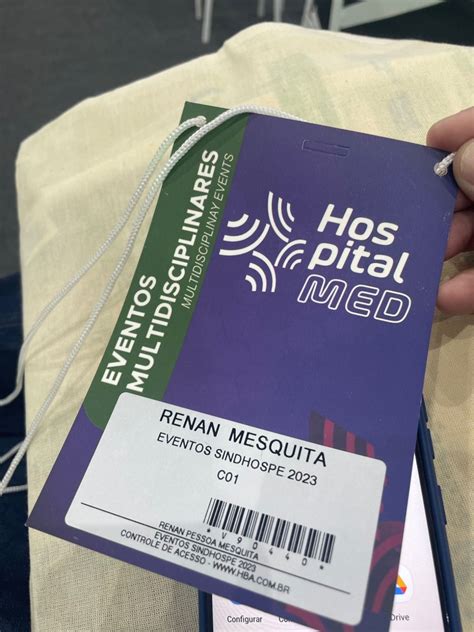 EVENTOS
MULTIDISCIPLINARES
MULTIDISCIPLINAY EVENTS
Hos
pital
MED
RENAN MESQUITA
EVENTOS SINDHOSPE 2023
C01
*V90440*
RENAN PESSOA MESQUITA
EVENTOS SINDHOSPE 2023
CONTROLE DE ACESSO - WWW.HBA.COM.BR
Configurar
Drive